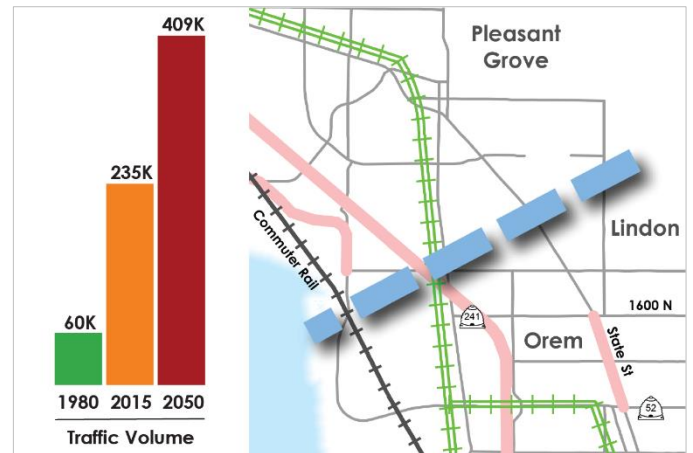 409K
235K
60K
1980 2015 2050
Traffic Volume
Pleasant
Grove
Commuter Rail
Lindon
1600 N
241
Orem
State St
52